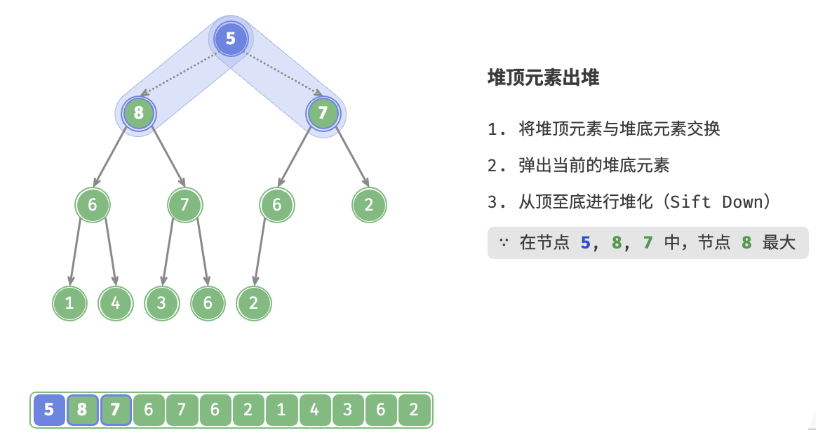 5
堆顶元素出堆
8 7
1. 将堆顶元素与堆底元素交换
2. 弹出当前的堆底元素
6 7 6 2
3. 从顶至底进行堆化（Sift Down）
∵ 在节点 5, 8, 7 中，节点 8 最大
1 4 3 6 2
5 8 7 6 7 6 2 1 4 3 6 2